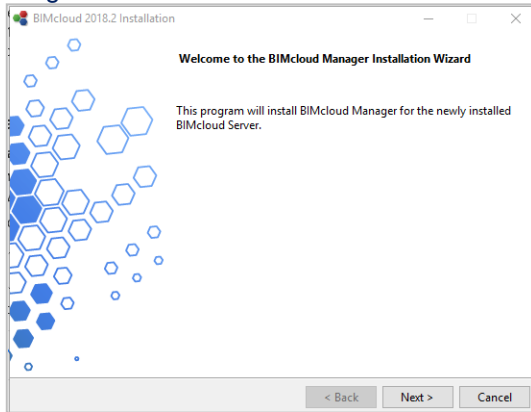 BIMcloud 2018.2 Installation
Welcome to the BIMcloud Manager Installation Wizard
This program will install BIMcloud Manager for the newly installed
BIMcloud Server.
< Back Next > Cancel